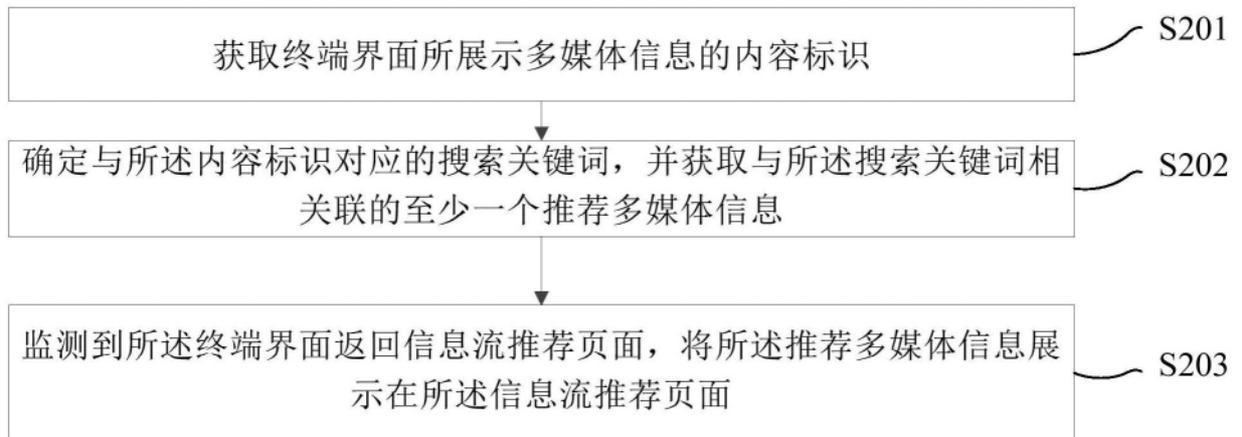 获取终端界面所展示多媒体信息的内容标识
S201
确定与所述内容标识对应的搜索关键词，并获取与所述搜索关键词相
关联的至少一个推荐多媒体信息
S202
监测到所述终端界面返回信息流推荐页面，将所述推荐多媒体信息展
示在所述信息流推荐页面
S203